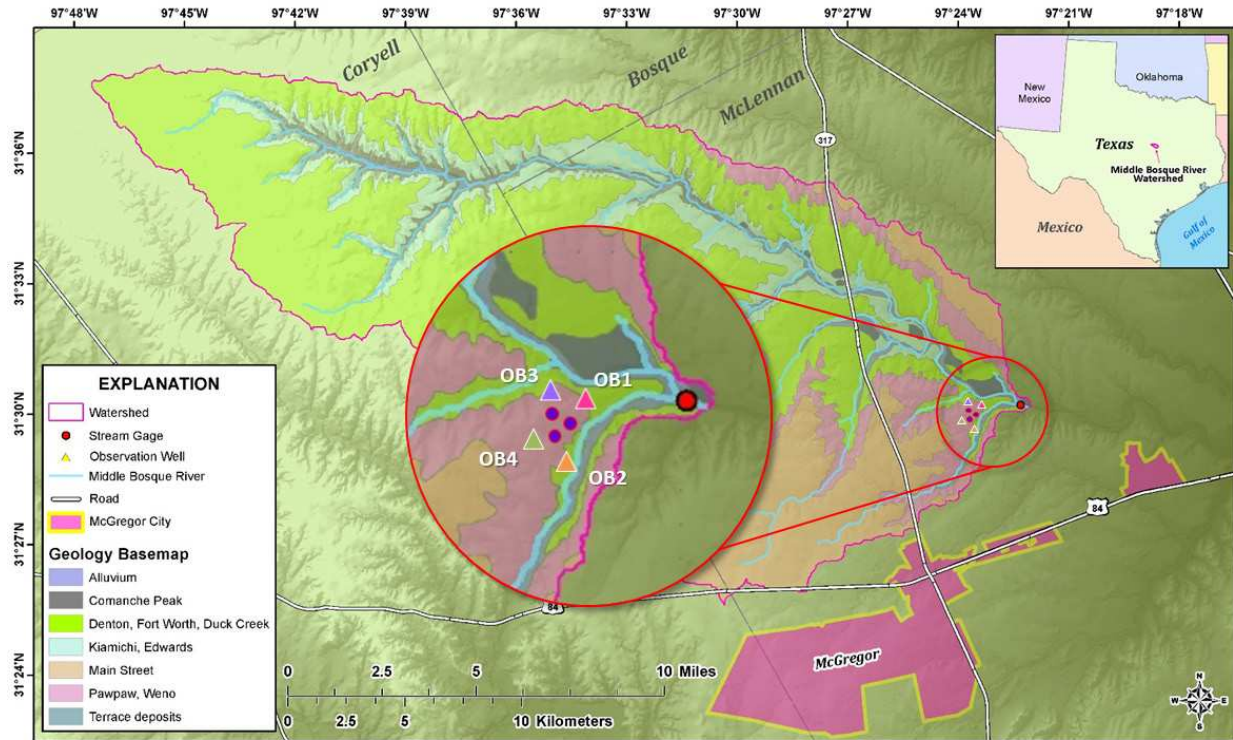 97°48'W
97°42'W
97°39'W
97°36'W
97°33'W
97°30'W
97°27'W
97°24'W
97°21'W
97°18'W
31°36'N
31°33'N
31°30'N
31°27'N
31°24'N
Coryell
Bosque
McLennan
317
New
Mexico
Oklahoma
Texas
Middle Bosque River
Watershed
Mexico
Gulf of
Mexico
OB3
OB1
OB4
OB2
84
84
McGregor
EXPLANATION
Watershed
Stream Gage
Observation Well
Middle Bosque River
Road
McGregor City
Geology Basemap
Alluvium
Comanche Peak
Denton, Fort Worth, Duck Creek
Kiamichi, Edwards
Main Street
Pawpaw, Weno
Terrace deposits
0 2.5 5 10 Miles
0 2.5 5 10 Kilometers
N
W E
S